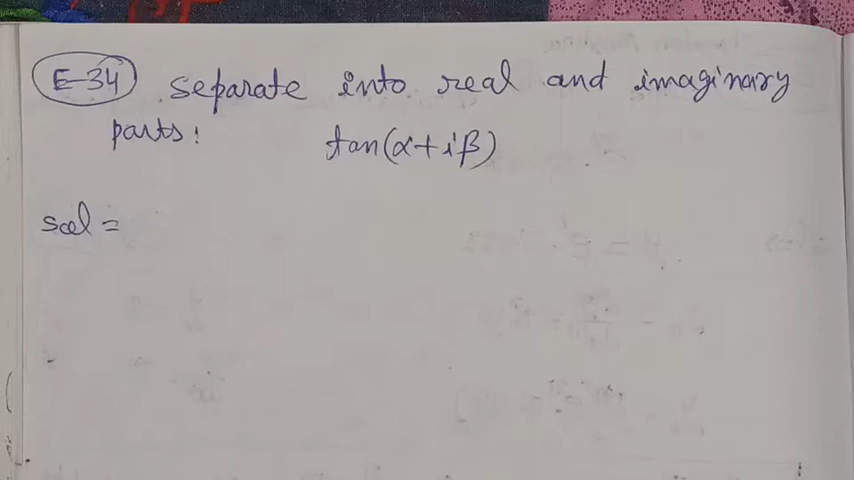 E-34 separate into real and imaginary
parts: tan(α+iβ)
sol =